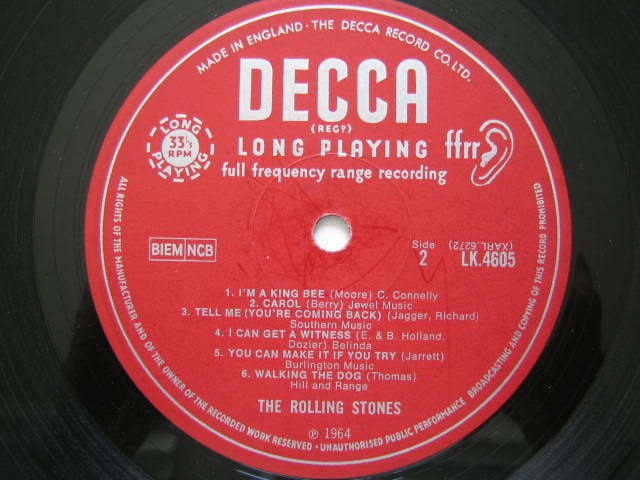 MADE IN ENGLAND · THE DECCA RECORD CO. LTD.
DECCA
(REGD)
LONG PLAYING
33⅓ RPM
LONG PLAYING ffrr
full frequency range recording
BIEM NCB
Side
2
(XARL.6272)
LK.4605
1. I'M A KING BEE (Moore) C. Connelly
2. CAROL (Berry) Jewel Music
3. TELL ME (YOU'RE COMING BACK) (Jagger, Richard)
Southern Music
4. I CAN GET A WITNESS (E. & B. Holland,
Dozier) Belinda
5. YOU CAN MAKE IT IF YOU TRY (Jarrett)
Burlington Music
6. WALKING THE DOG (Thomas)
Hill and Range
THE ROLLING STONES
℗ 1964
ALL RIGHTS OF THE MANUFACTURER AND OF THE OWNER OF THE RECORDED WORK RESERVED · UNAUTHORISED PUBLIC PERFORMANCE BROADCASTING AND COPYING OF THIS RECORD PROHIBITED